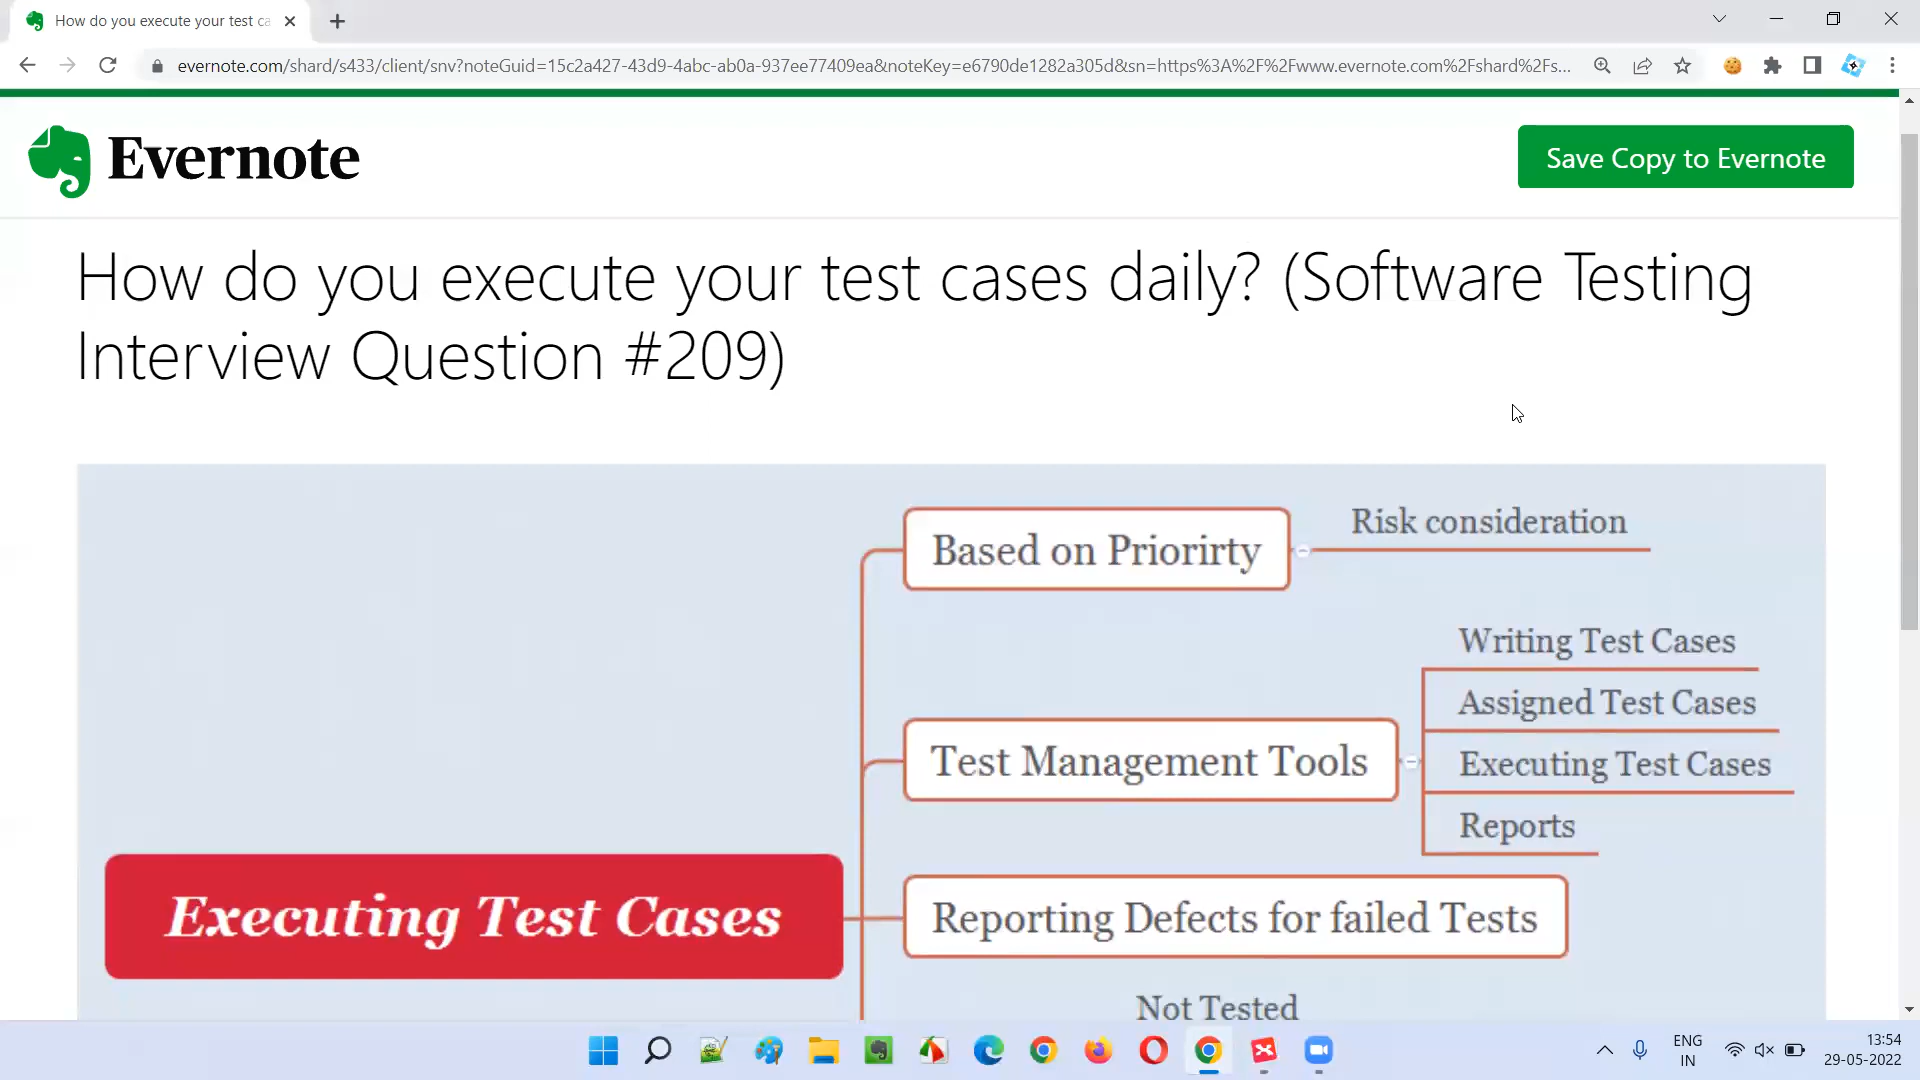 How do you execute your test ca
evernote.com/shard/s433/client/snv?noteGuid=15c2a427-43d9-4abc-ab0a-937ee77409ea&noteKey=e6790de1282a305d&sn=https%3A%2F%2Fwww.evernote.com%2Fshard%2Fs...
Evernote
Save Copy to Evernote
How do you execute your test cases daily? (Software Testing
Interview Question #209)
Based on Priorirty
Risk consideration
Writing Test Cases
Assigned Test Cases
Test Management Tools
Executing Test Cases
Reports
Executing Test Cases
Reporting Defects for failed Tests
Not Tested
ENG
IN
13:54
29-05-2022